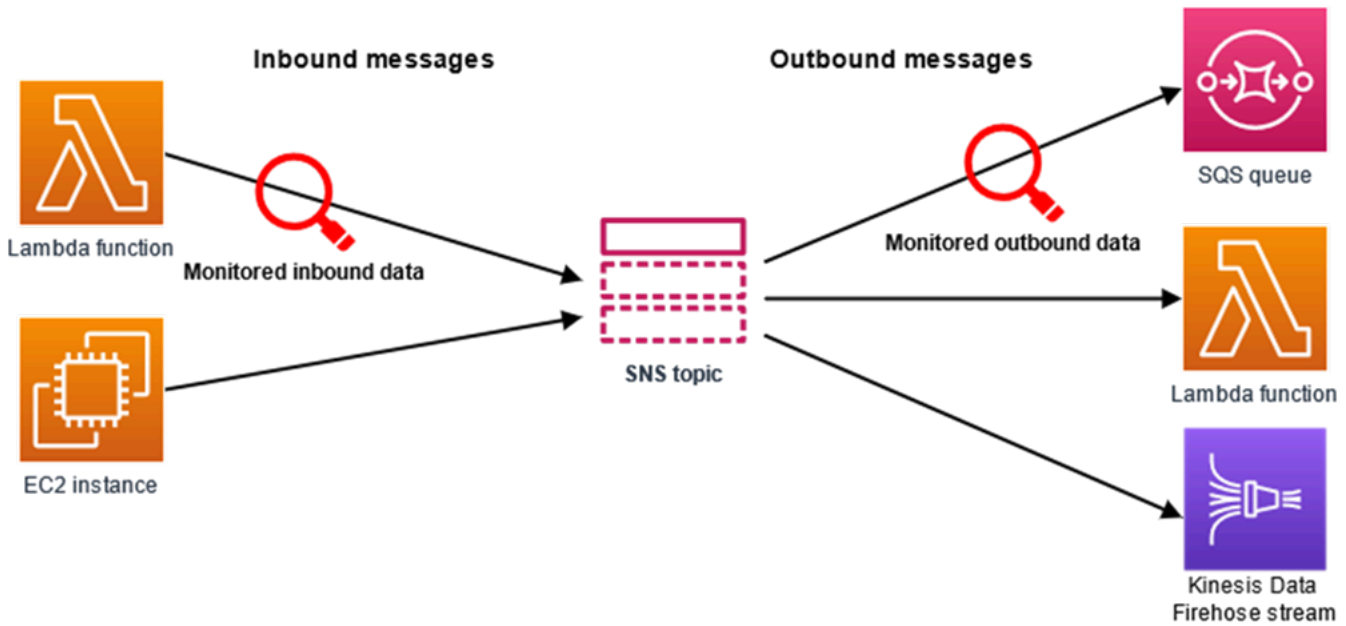 Inbound messages
Outbound messages
Lambda function
Monitored inbound data
EC2 instance
SNS topic
SQS queue
Monitored outbound data
Lambda function
Kinesis Data
Firehose stream